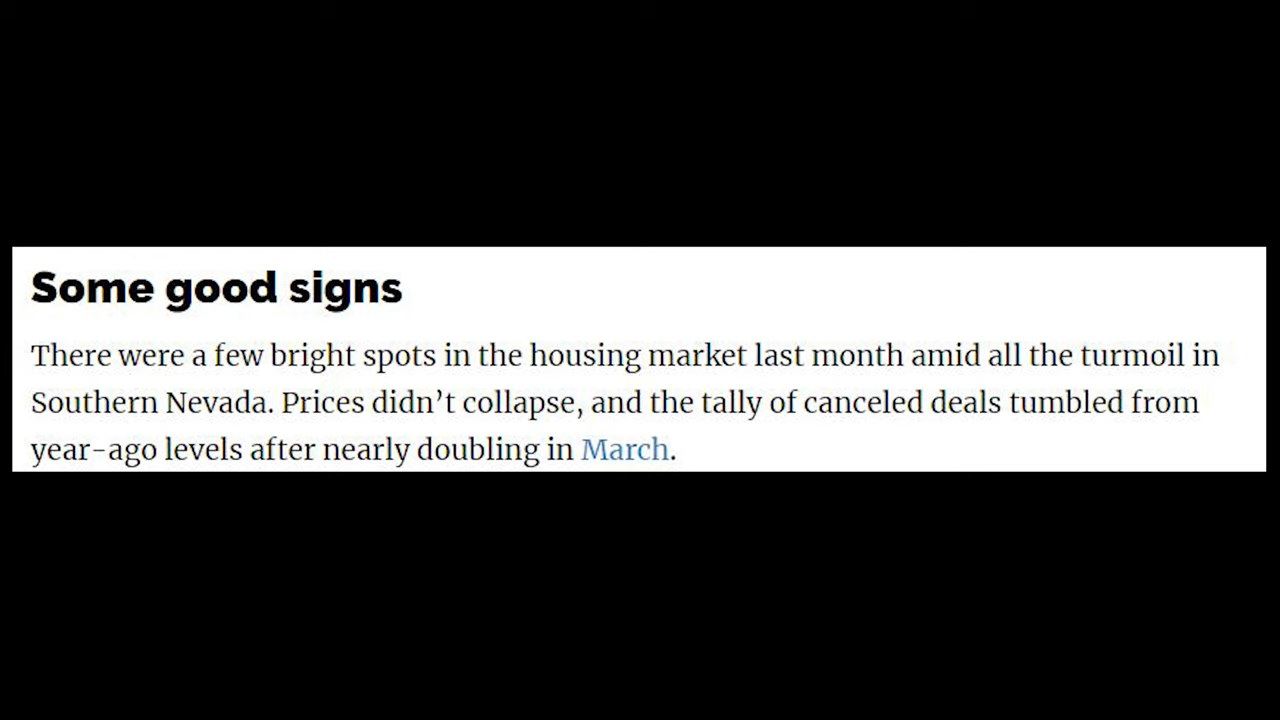 Some good signs
There were a few bright spots in the housing market last month amid all the turmoil in
Southern Nevada. Prices didn’t collapse, and the tally of canceled deals tumbled from
year-ago levels after nearly doubling in March.